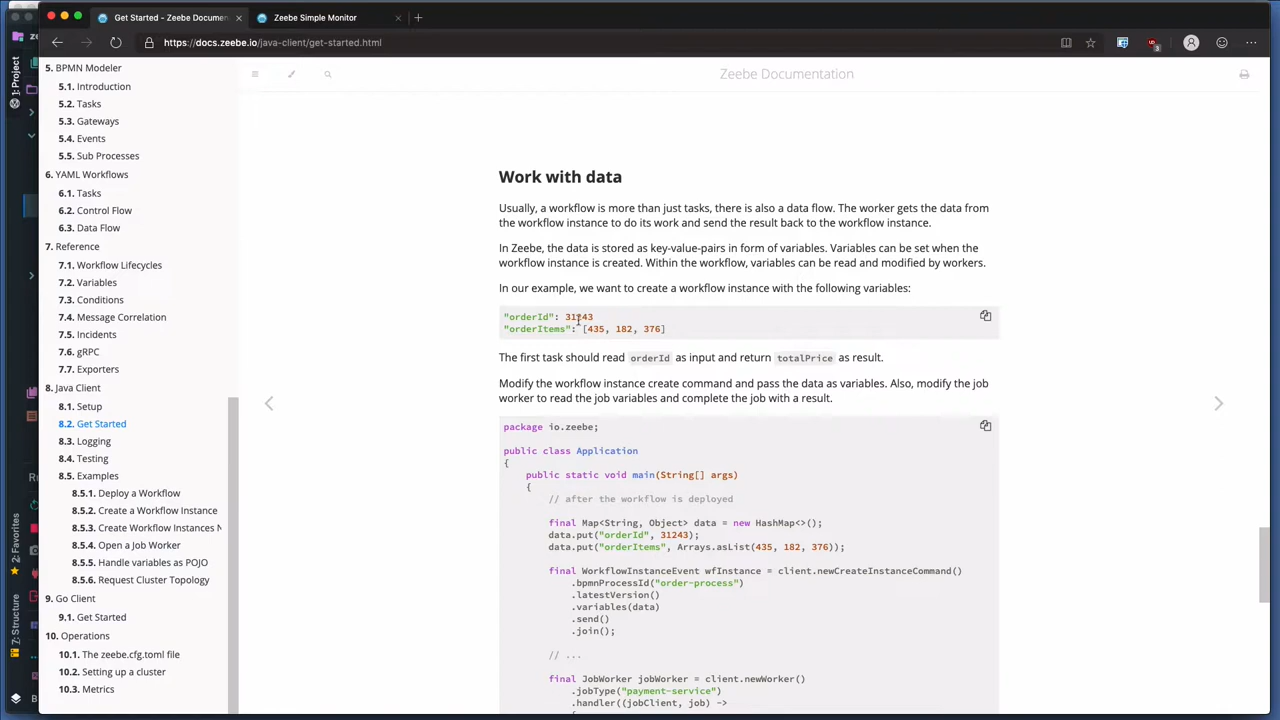 Get Started - Zeebe Documen
Zeebe Simple Monitor
https://docs.zeebe.io/java-client/get-started.html
1: Project
2: Favorites
7: Structure
5. BPMN Modeler
5.1. Introduction
5.2. Tasks
5.3. Gateways
5.4. Events
5.5. Sub Processes
6. YAML Workflows
6.1. Tasks
6.2. Control Flow
6.3. Data Flow
7. Reference
7.1. Workflow Lifecycles
7.2. Variables
7.3. Conditions
7.4. Message Correlation
7.5. Incidents
7.6. gRPC
7.7. Exporters
8. Java Client
8.1. Setup
8.2. Get Started
8.3. Logging
8.4. Testing
8.5. Examples
8.5.1. Deploy a Workflow
8.5.2. Create a Workflow Instance
8.5.3. Create Workflow Instances N
8.5.4. Open a Job Worker
8.5.5. Handle variables as POJO
8.5.6. Request Cluster Topology
9. Go Client
9.1. Get Started
10. Operations
10.1. The zeebe.cfg.toml file
10.2. Setting up a cluster
10.3. Metrics
Zeebe Documentation
Work with data
Usually, a workflow is more than just tasks, there is also a data flow. The worker gets the data from
the workflow instance to do its work and send the result back to the workflow instance.
In Zeebe, the data is stored as key-value-pairs in form of variables. Variables can be set when the
workflow instance is created. Within the workflow, variables can be read and modified by workers.
In our example, we want to create a workflow instance with the following variables:
"orderId": 31243
"orderItems": [435, 182, 376]
The first task should read orderId as input and return totalPrice as result.
Modify the workflow instance create command and pass the data as variables. Also, modify the job
worker to read the job variables and complete the job with a result.
package io.zeebe;
public class Application
{
public static void main(String[] args)
{
// after the workflow is deployed
final Map<String, Object> data = new HashMap<>();
data.put("orderId", 31243);
data.put("orderItems", Arrays.asList(435, 182, 376));
final WorkflowInstanceEvent wfInstance = client.newCreateInstanceCommand()
.bpmnProcessId("order-process")
.latestVersion()
.variables(data)
.send()
.join();
// ...
final JobWorker jobWorker = client.newWorker()
.jobType("payment-service")
.handler((jobClient, job) ->